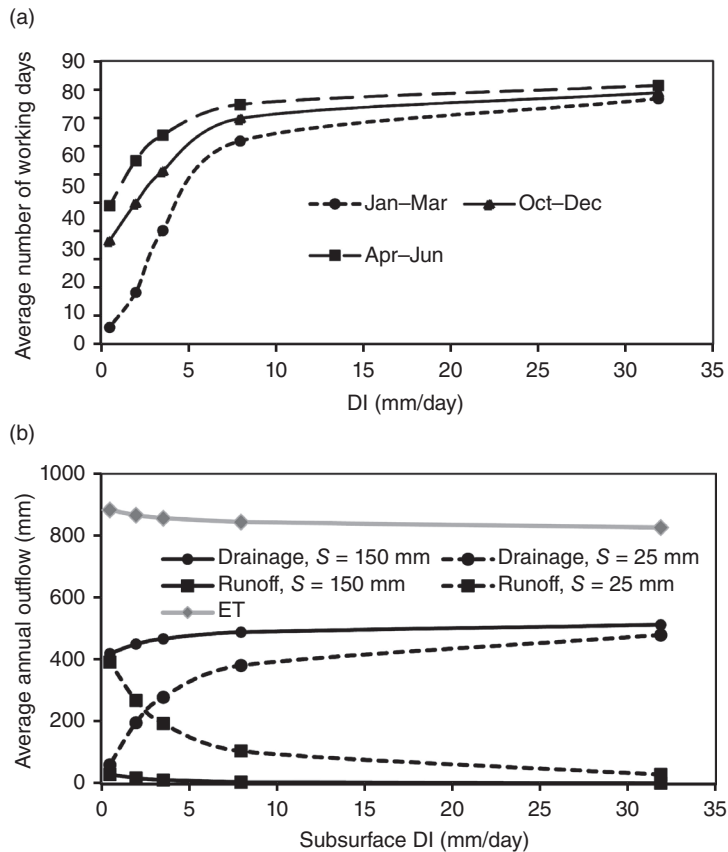 (a)
Average number of working days
90
80
70
60
50
40
30
20
10
0
Jan–Mar
Oct–Dec
Apr–Jun
0
5
10
15
20
25
30
35
DI (mm/day)
(b)
Average annual outflow (mm)
1000
800
600
400
200
0
Drainage, S = 150 mm
Drainage, S = 25 mm
Runoff, S = 150 mm
Runoff, S = 25 mm
ET
0
5
10
15
20
25
30
35
Subsurface DI (mm/day)